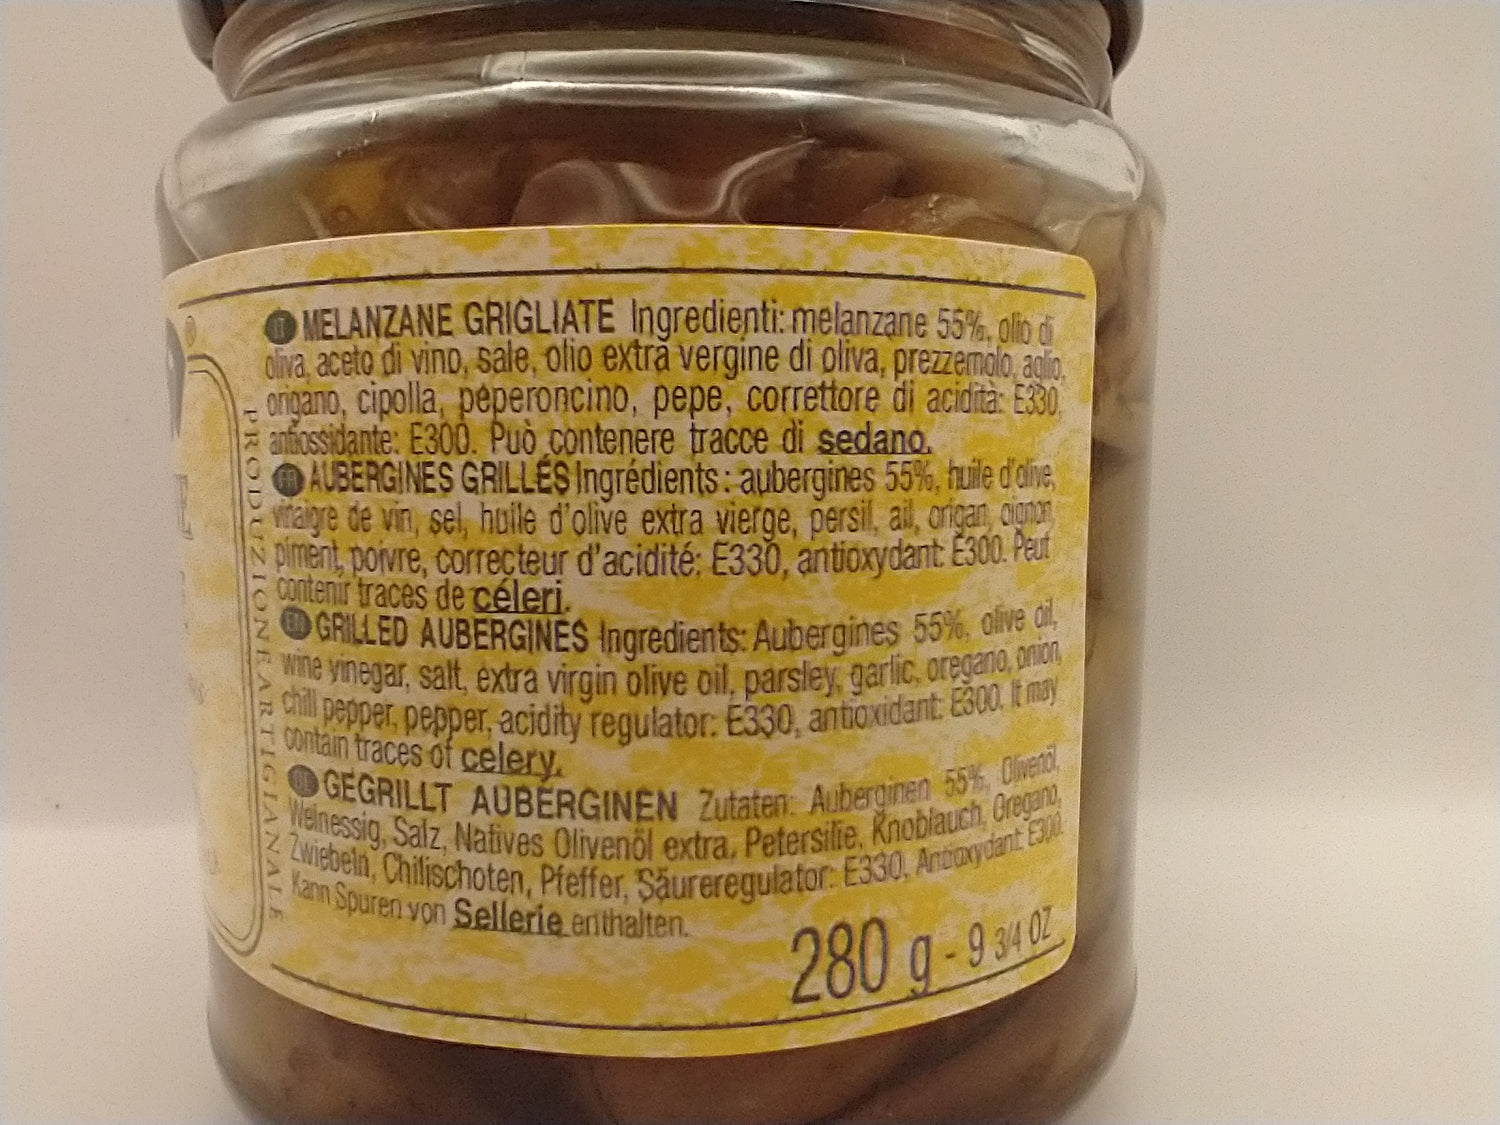 ®
PRODUZIONE ARTIGIANALE
IT MELANZANE GRIGLIATE Ingredienti: melanzane 55%, olio di
oliva, aceto di vino, sale, olio extra vergine di oliva, prezzemolo, aglio,
origano, cipolla, peperoncino, pepe, correttore di acidità: E330,
antiossidante: E300. Può contenere tracce di sedano.
FR AUBERGINES GRILLÉS Ingrédients : aubergines 55%, huile d'olive,
vinaigre de vin, sel, huile d'olive extra vierge, persil, ail, origan, oignon,
piment, poivre, correcteur d'acidité: E330, antioxydant: E300. Peut
contenir traces de céleri.
EN GRILLED AUBERGINES Ingredients: Aubergines 55%, olive oil,
wine vinegar, salt, extra virgin olive oil, parsley, garlic, oregano, onion,
chill pepper, pepper, acidity regulator: E330, antioxidant: E300. It may
contain traces of celery.
DE GEGRILLT AUBERGINEN Zutaten: Auberginen 55%, Olivenöl,
Weinessig, Salz, Natives Olivenöl extra, Petersilie, Knoblauch, Oregano,
Zwiebeln, Chilischoten, Pfeffer, Säureregulator: E330, Antioxydant: E300.
Kann Spuren von Sellerie enthalten.
280 g - 9 3/4 OZ